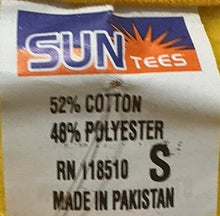 SUN TEES
52% COTTON
48% POLYESTER
RN 118510 S
MADE IN PAKISTAN